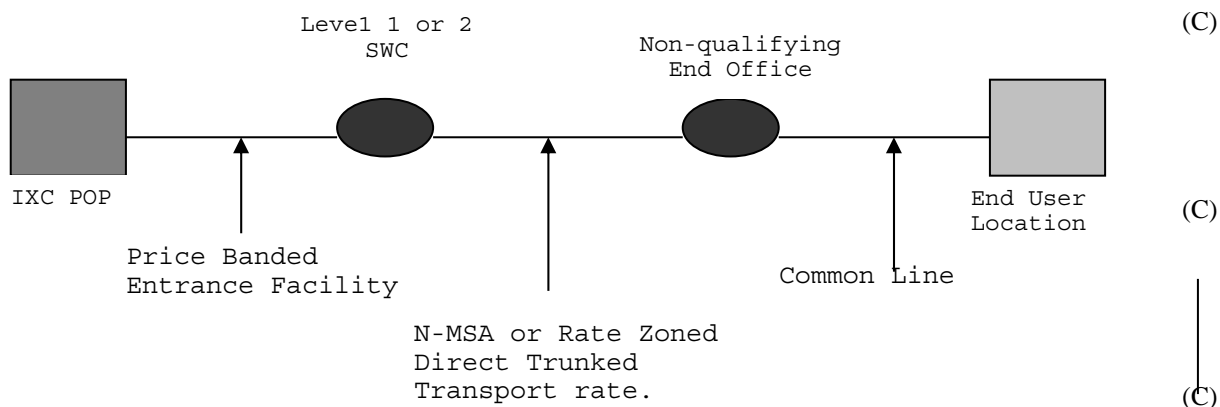 Level 1 or 2
SWC
(C)
Non-qualifying
End Office
IXC POP
End User
Location
(C)
Price Banded
Entrance Facility
Common Line
N-MSA or Rate Zoned
Direct Trunked
Transport rate.
(C)